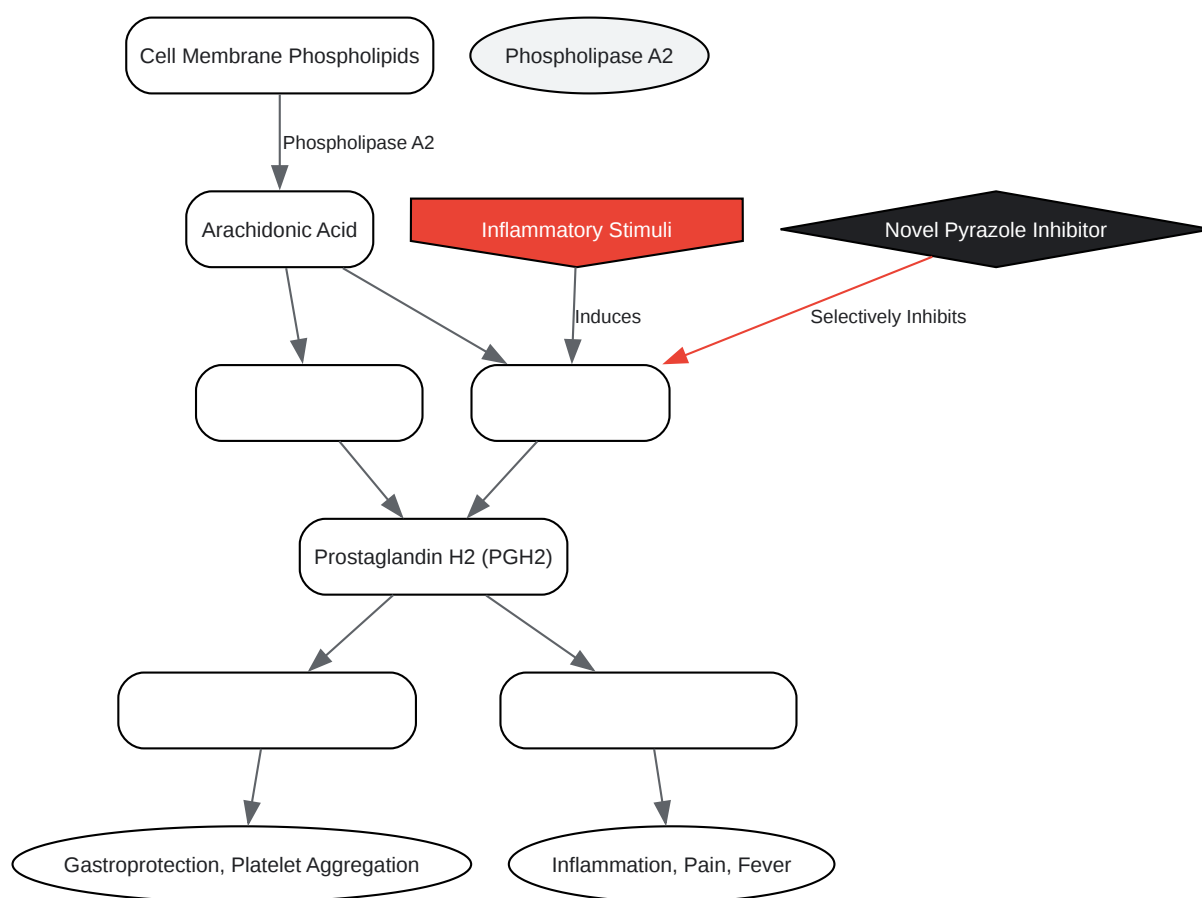 Cell Membrane Phospholipids
Phospholipase A2
Phospholipase A2
Arachidonic Acid
Inflammatory Stimuli
Novel Pyrazole Inhibitor
Induces
Selectively Inhibits
Prostaglandin H2 (PGH2)
Gastroprotection, Platelet Aggregation
Inflammation, Pain, Fever